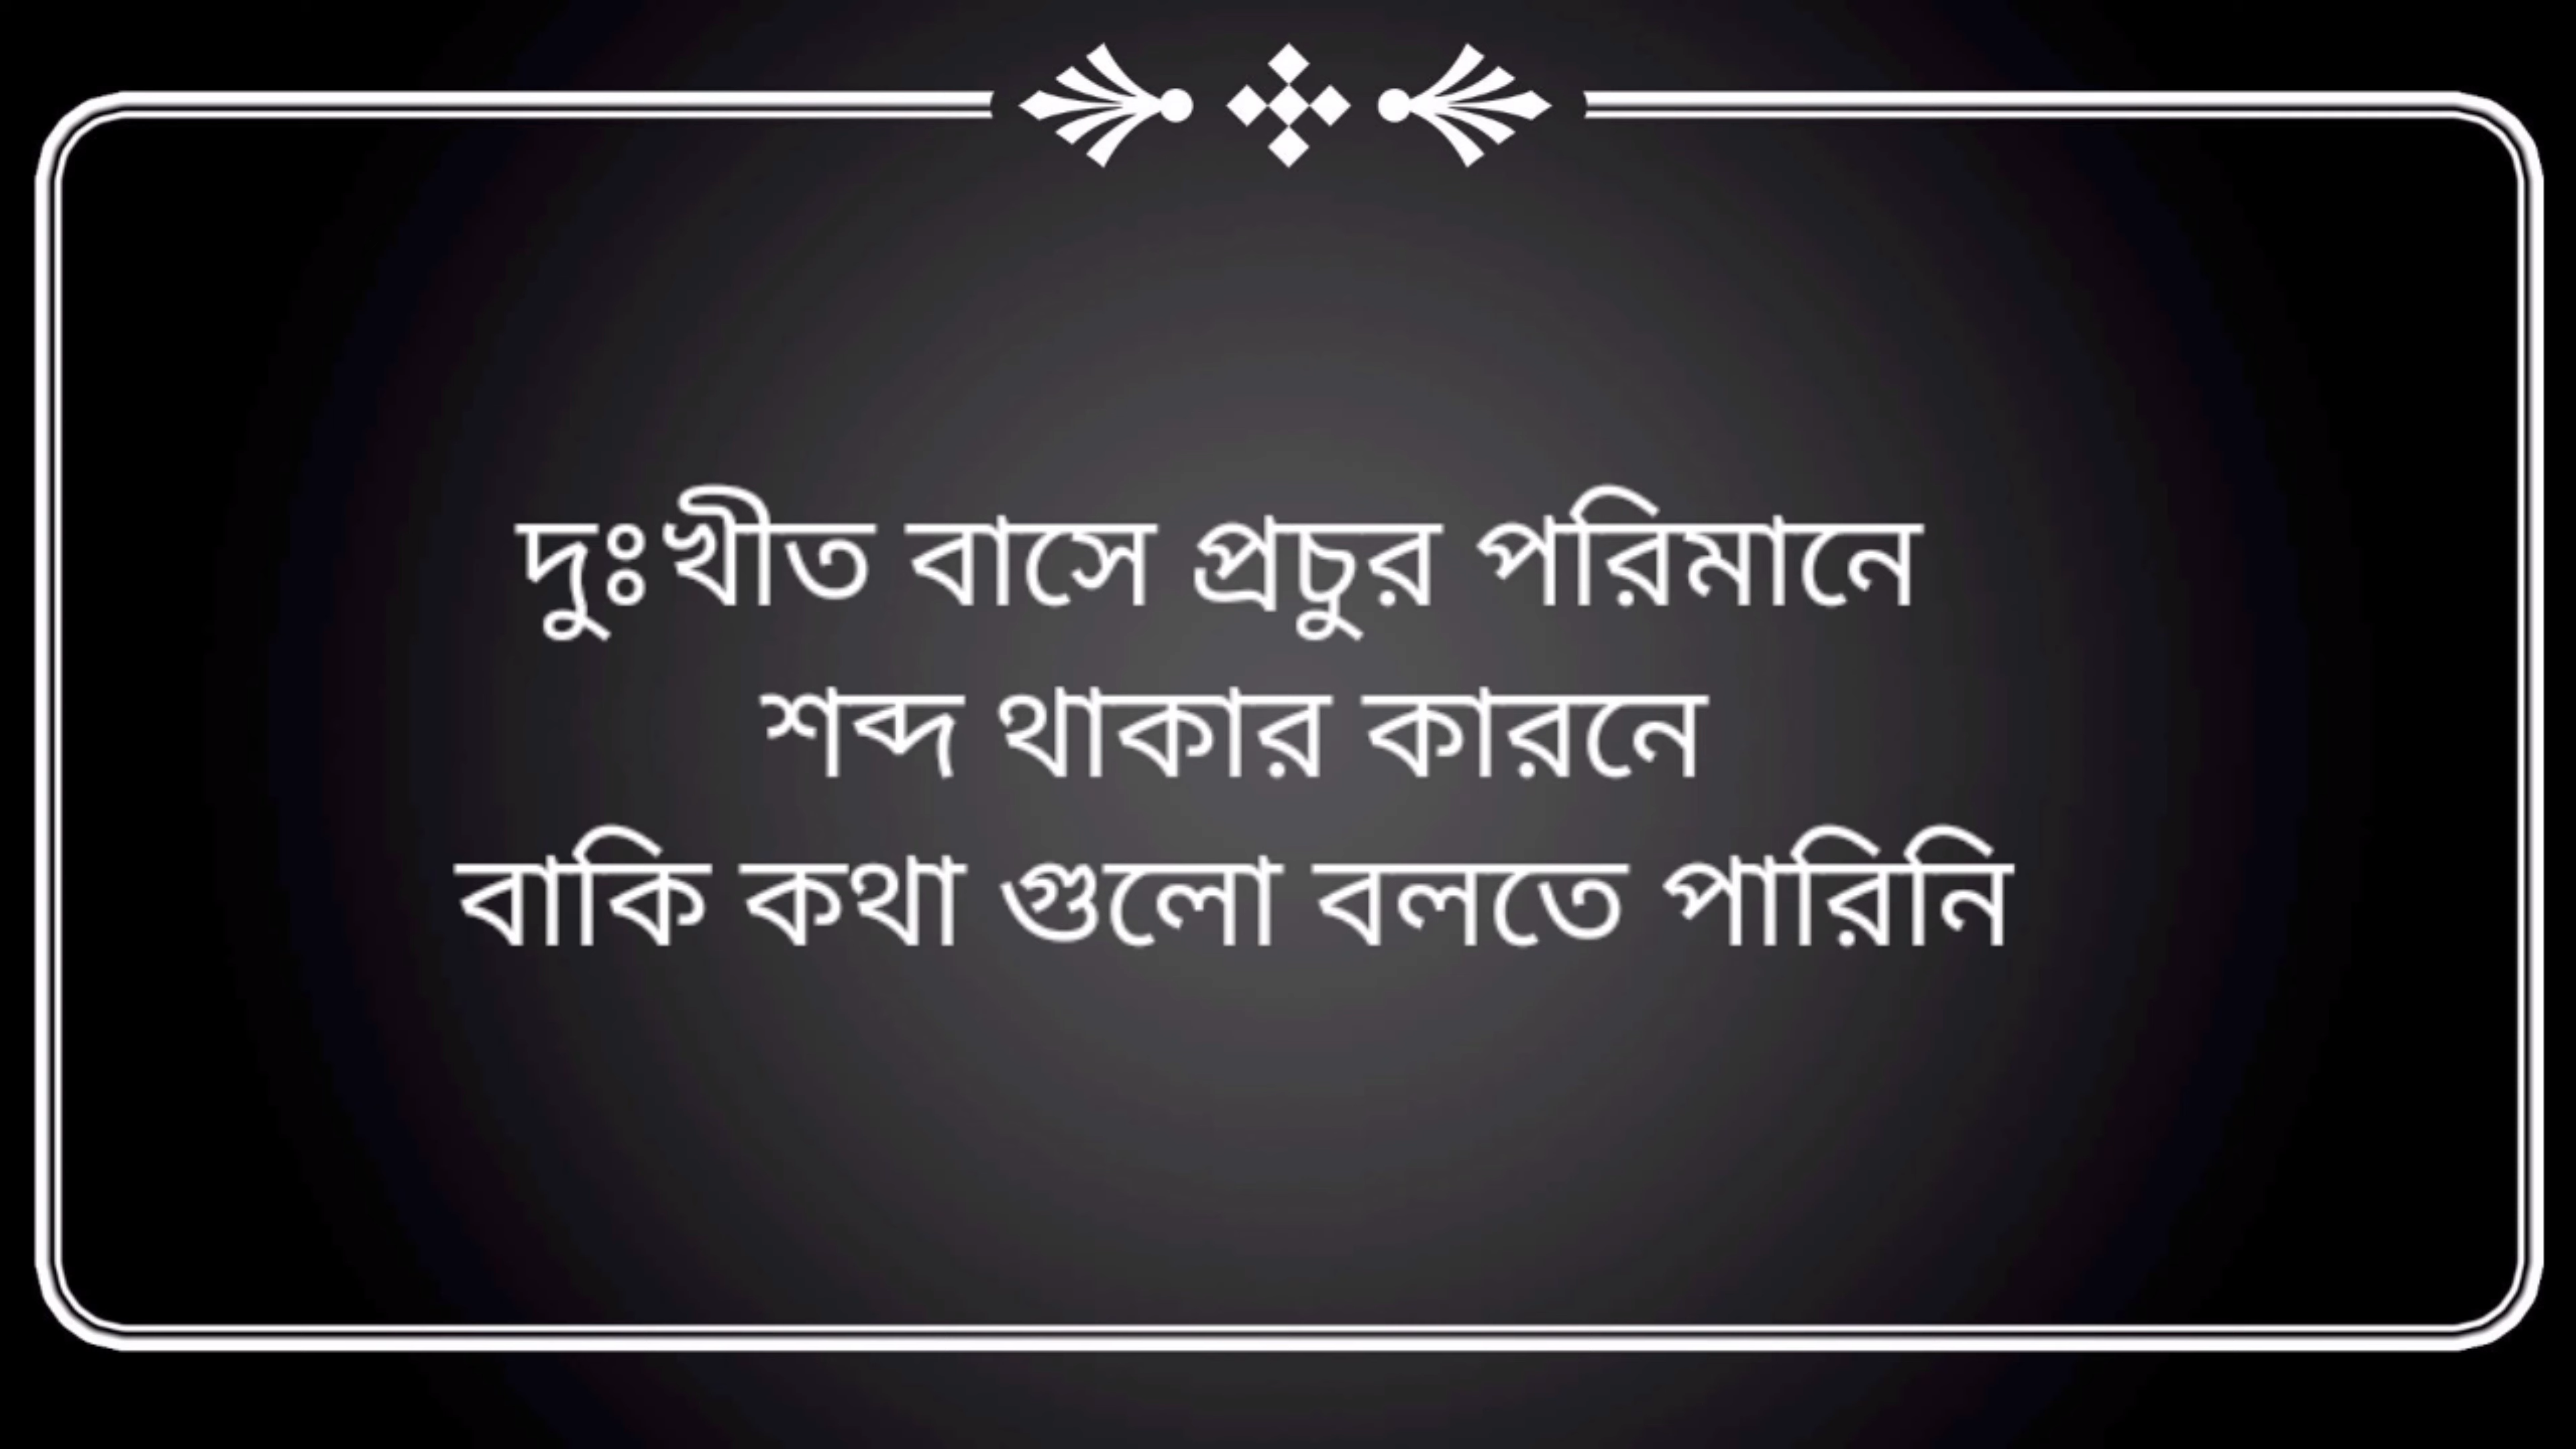 দুঃখীত বাসে প্রচুর পরিমানে
শব্দ থাকার কারনে
বাকি কথা গুলো বলতে পারিনি